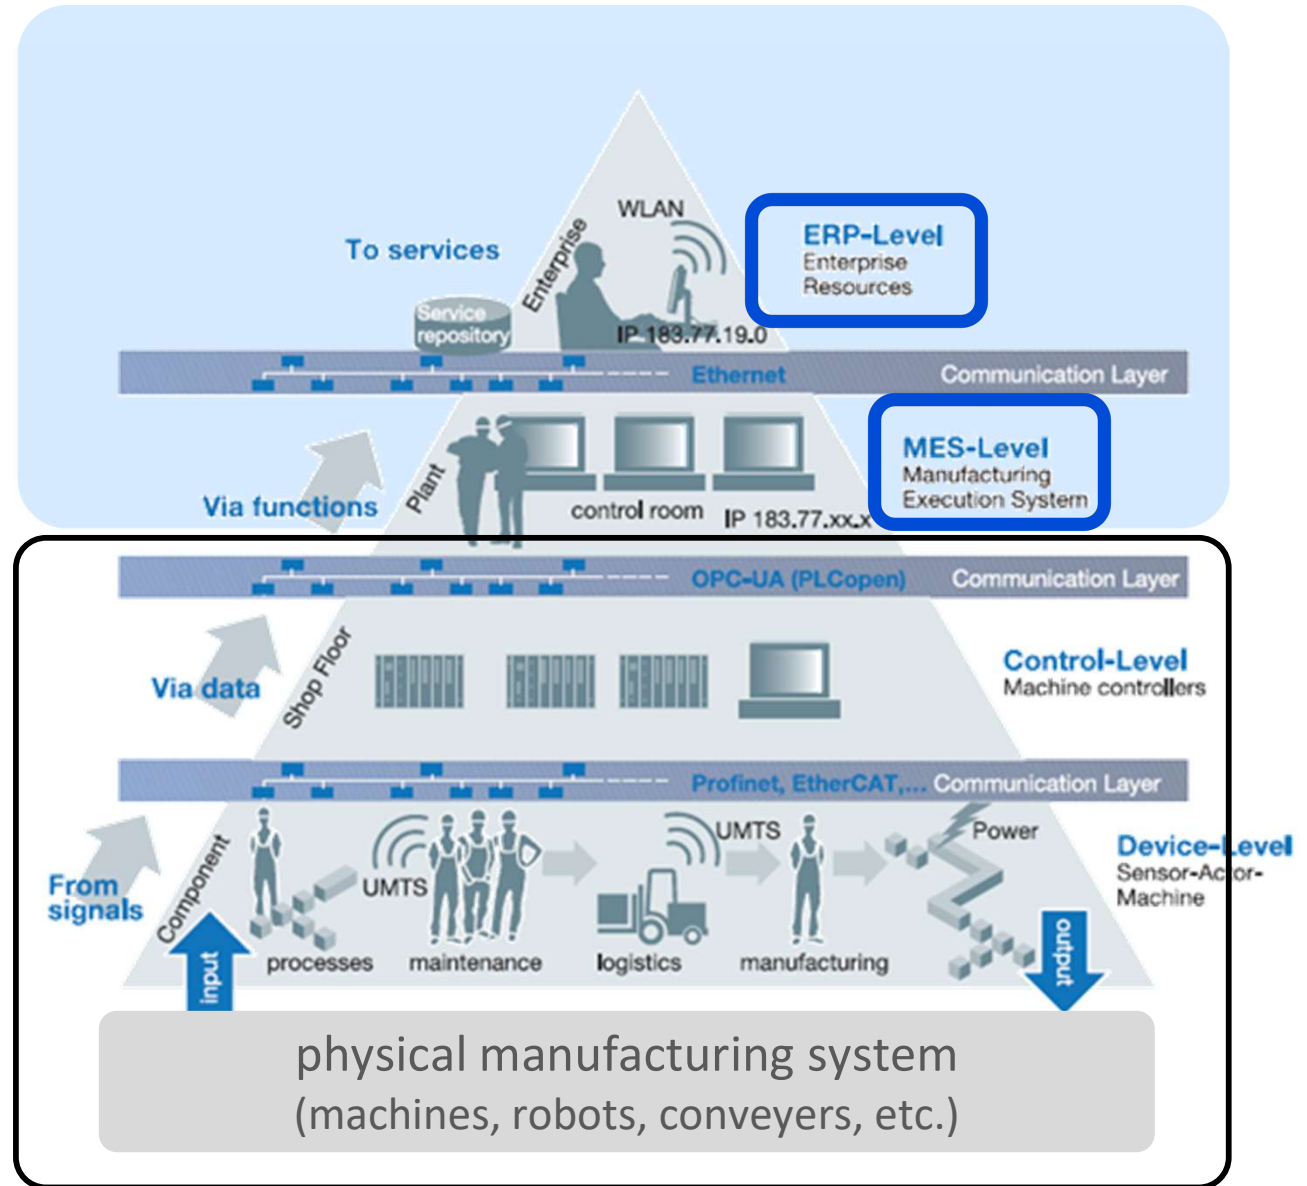 WLAN
ERP-Level
Enterprise
Resources
To services
Enterprise
Service
repository
IP 183.77.19.0
Ethernet
Communication Layer
MES-Level
Manufacturing
Execution System
Plant
Via functions
control room
IP 183.77.xx.x
OPC-UA (PLCopen)
Communication Layer
Shop Floor
Via data
Control-Level
Machine controllers
Profinet, EtherCAT,...
Communication Layer
Component
UMTS
UMTS
Power
Device-Level
Sensor-Actor-
Machine
From
signals
input
processes
maintenance
logistics
manufacturing
output
physical manufacturing system
(machines, robots, conveyers, etc.)